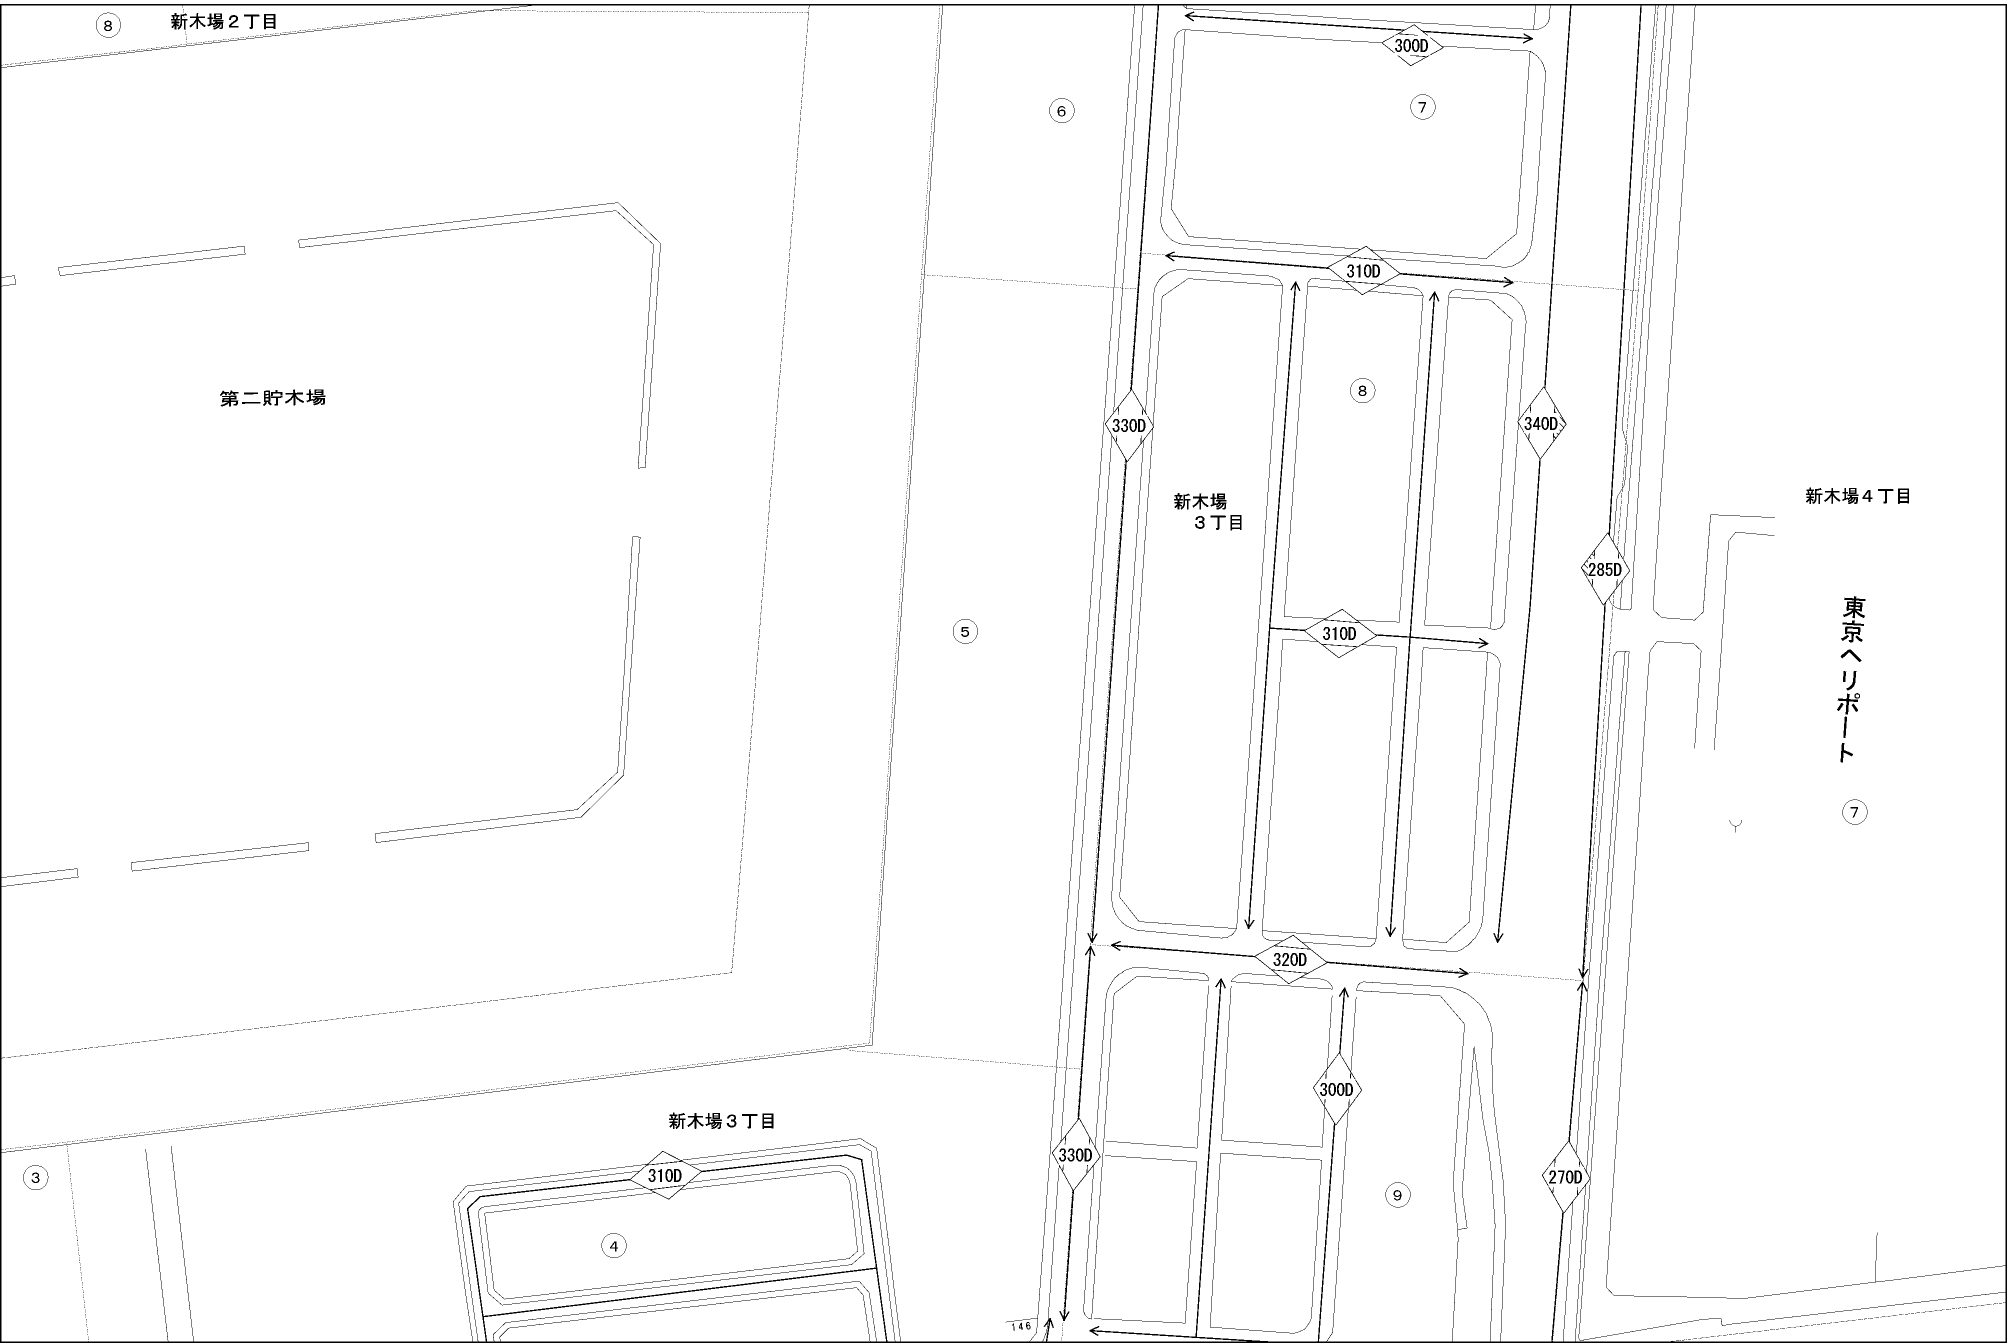 ⑧
新木場２丁目
300D
⑥
⑦
310D
第二貯木場
⑧
330D
340D
新木場
３丁目
新木場４丁目
285D
東京ヘリポート
⑤
310D
⑦
320D
300D
新木場３丁目
330D
③
310D
270D
⑨
④
146